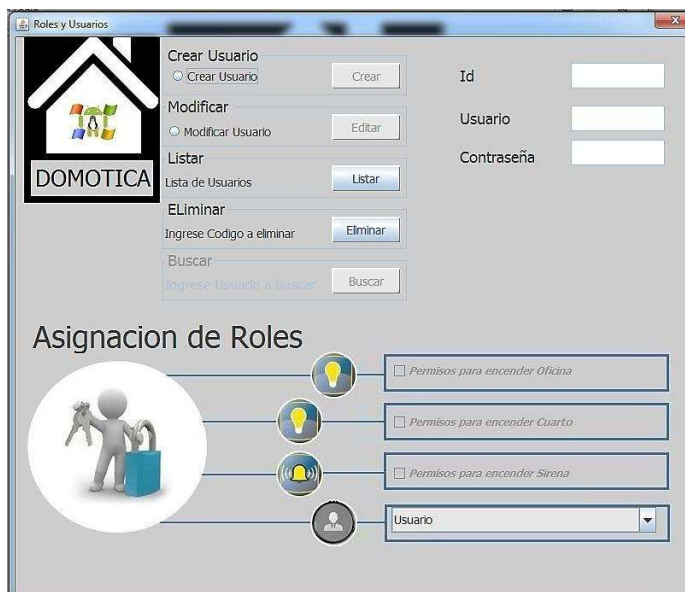 Roles y Usuarios
DOMOTICA
Crear Usuario
Crear Usuario
Crear
Modificar
Modificar Usuario
Editar
Listar
Lista de Usuarios
Listar
ELiminar
Ingrese Codigo a eliminar
Eliminar
Buscar
Ingrese Usuario a buscar
Buscar
Id
Usuario
Contraseña
Asignacion de Roles
Permisos para encender Oficina
Permisos para encender Cuarto
Permisos para encender Sirena
Usuario